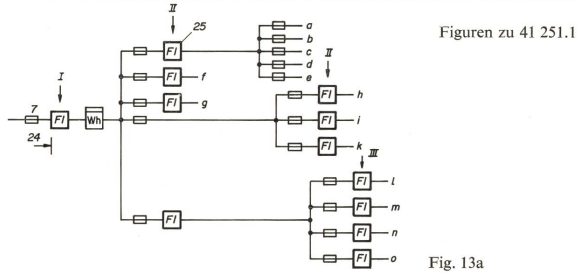 II
25
Figuren zu 41 251.1
a
b
FI
c
d
e
II
I
FI
f
FI
h
7
FI
g
FI
Wh
FI
i
24
FI
k
III
FI
l
FI
m
FI
FI
n
FI
o
Fig. 13a